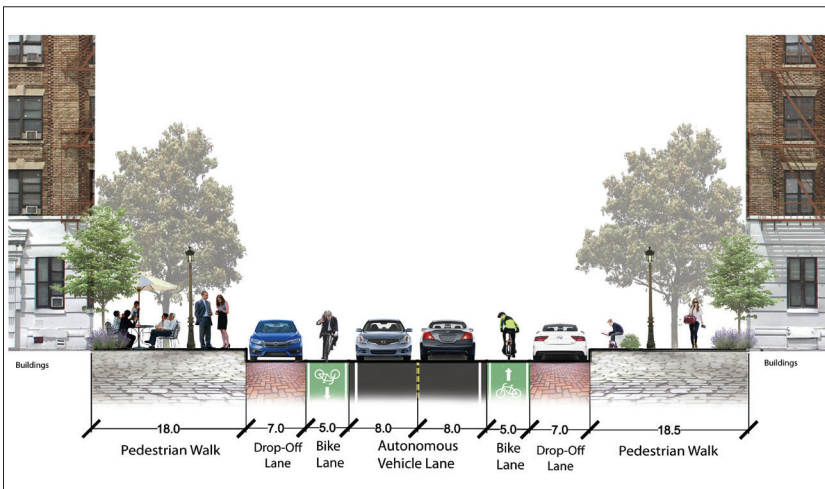 Buildings
Buildings
18.0
7.0
5.0
8.0
8.0
5.0
7.0
18.5
Pedestrian Walk
Drop-Off
Lane
Bike
Lane
Autonomous
Vehicle Lane
Bike
Lane
Drop-Off
Lane
Pedestrian Walk